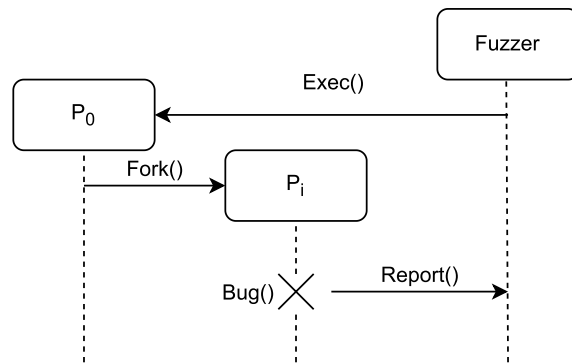 Fuzzer
Exec()
P₀
Fork()
Pᵢ
Bug()
Report()